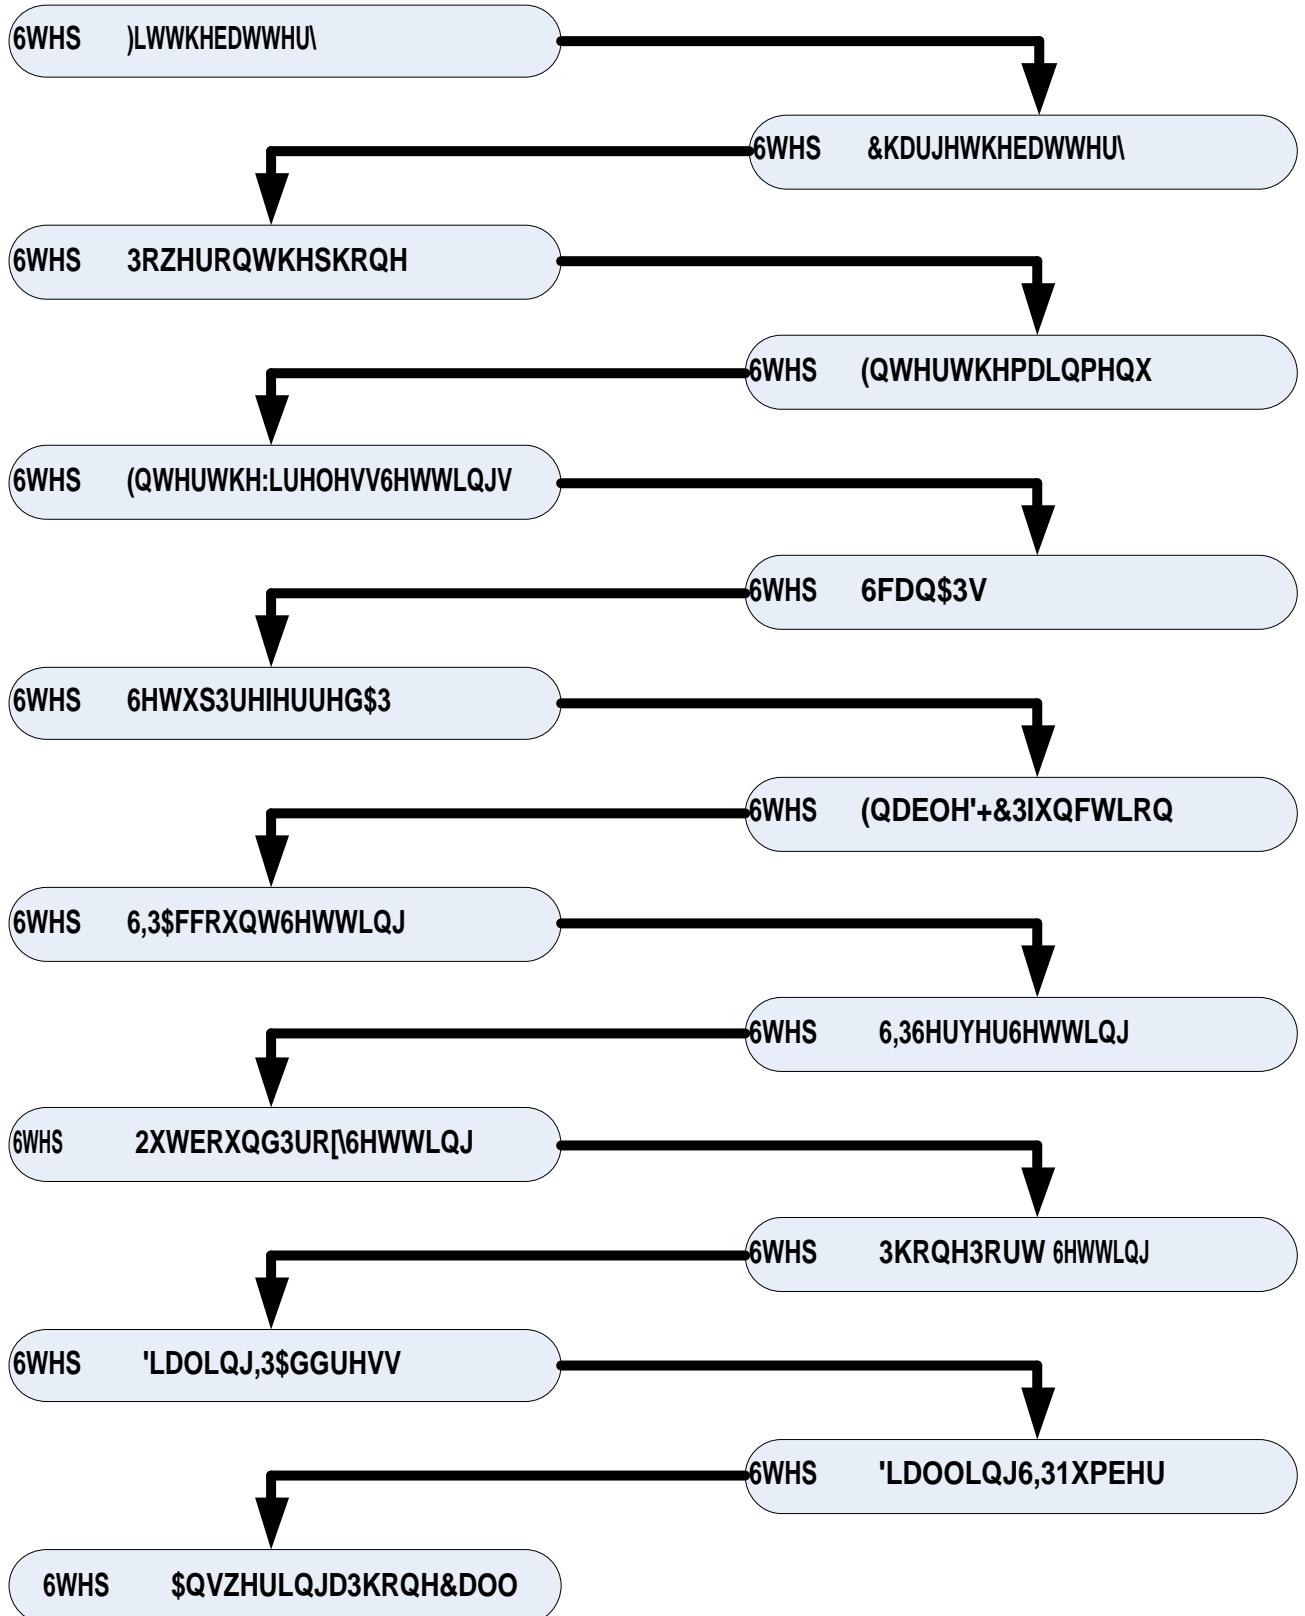 6WHS )LWWKHEDWWHU\
6WHS &KDUJHWKHEDWWHU\
6WHS 3RZHURQWKHSKRQH
6WHS (QWHUWKHPDLQPHQX
6WHS (QWHUWKH:LUHOHVV6HWWLQJV
6WHS 6FDQ$3V
6WHS 6HWXS3UHIHUUHG$3
6WHS (QDEOH'+&3IXQFWLRQ
6WHS 6,3$FFRXQW6HWWLQJ
6WHS 6,36HUYHU6HWWLQJ
6WHS 2XWERXQG3UR[\6HWWLQJ
6WHS 3KRQH3RUW 6HWWLQJ
6WHS 'LDOLQJ,3$GGUHVV
6WHS 'LDOOLQJ6,31XPEHU
6WHS $QVZHULQJD3KRQH&DOO